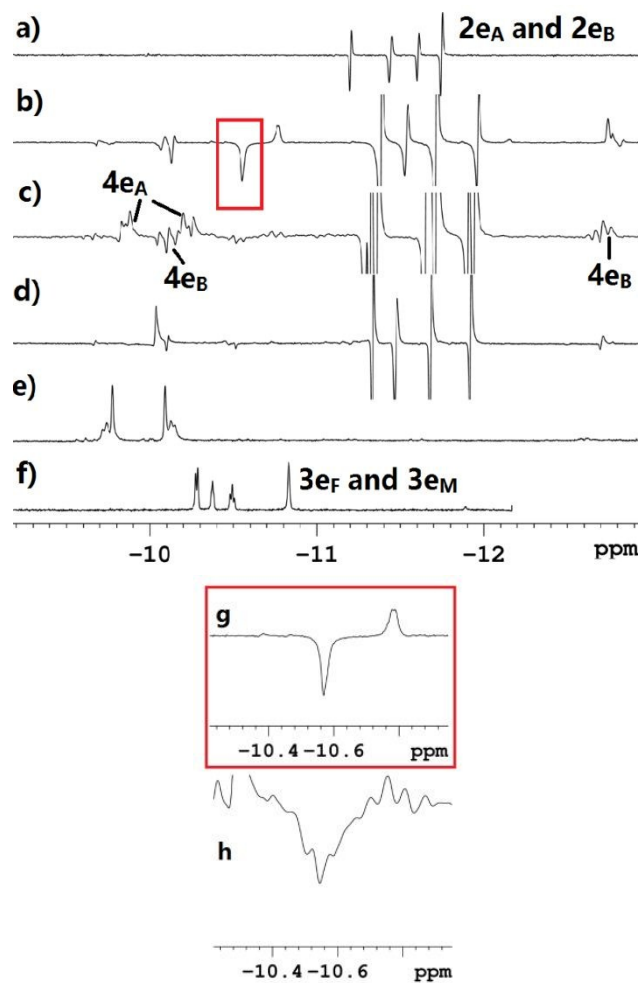 a)
2eA and 2eB
b)
c)
4eA
4eB
4eB
d)
e)
f)
3eF and 3eM
-10 -11 -12 ppm
g
-10.4 -10.6 ppm
h
-10.4 -10.6 ppm